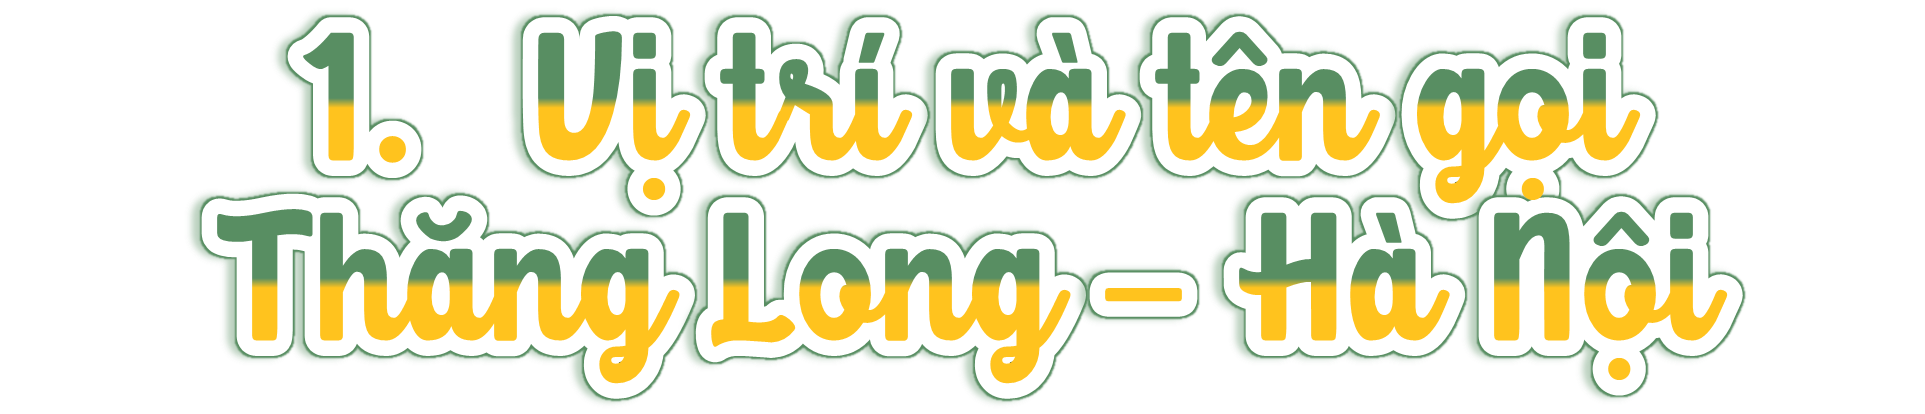 1. Vị trí và tên gọi
Thăng Long – Hà Nội